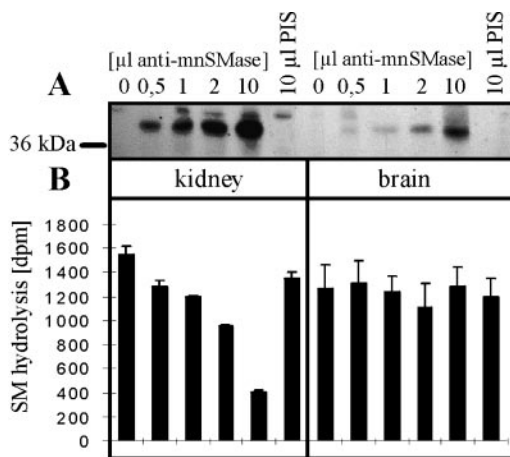 [µl anti-mnSMase] 10 µl PIS [µl anti-mnSMase] 10 µl PIS
A 0 0,5 1 2 10 0 0,5 1 2 10
36 kDa
B kidney brain
SM hydrolysis [dpm]
1800
1600
1400
1200
1000
800
600
400
200
0